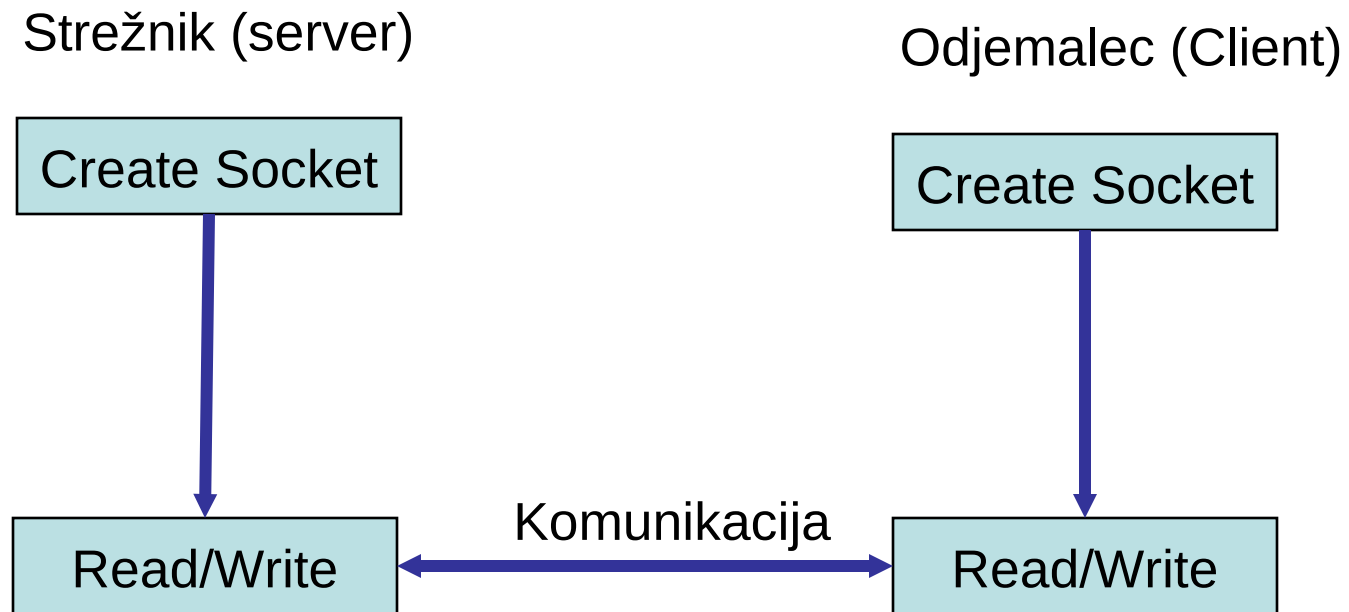 Strežnik (server)
Odjemalec (Client)
Create Socket
Create Socket
Komunikacija
Read/Write
Read/Write